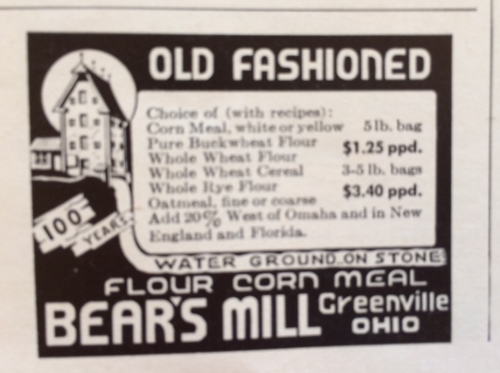 OLD FASHIONED
Choice of (with recipes):
Corn Meal, white or yellow 5 lb. bag
Pure Buckwheat Flour $1.25 ppd.
Whole Wheat Flour
Whole Wheat Cereal 3-5 lb. bags
Whole Rye Flour $3.40 ppd.
Oatmeal, fine or coarse
Add 20% West of Omaha and in New
England and Florida.
100
YEARS
WATER GROUND ON STONE
FLOUR CORN MEAL
BEAR'S MILL Greenville
OHIO